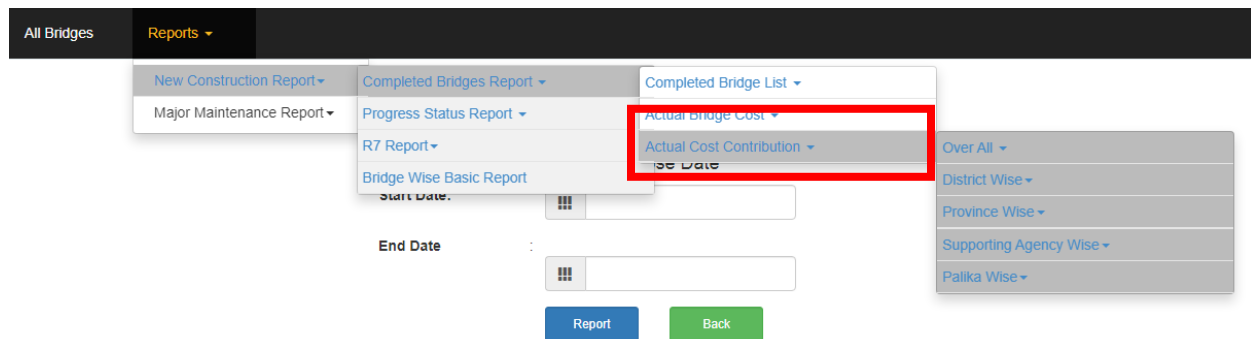 All Bridges
Reports
New Construction Report
Major Maintenance Report
Completed Bridges Report
Progress Status Report
R7 Report
Bridge Wise Basic Report
Completed Bridge List
Actual Bridge Cost
Actual Cost Contribution
Over All
District Wise
Province Wise
Supporting Agency Wise
Palika Wise
Date
Start Date:
End Date :
Report
Back